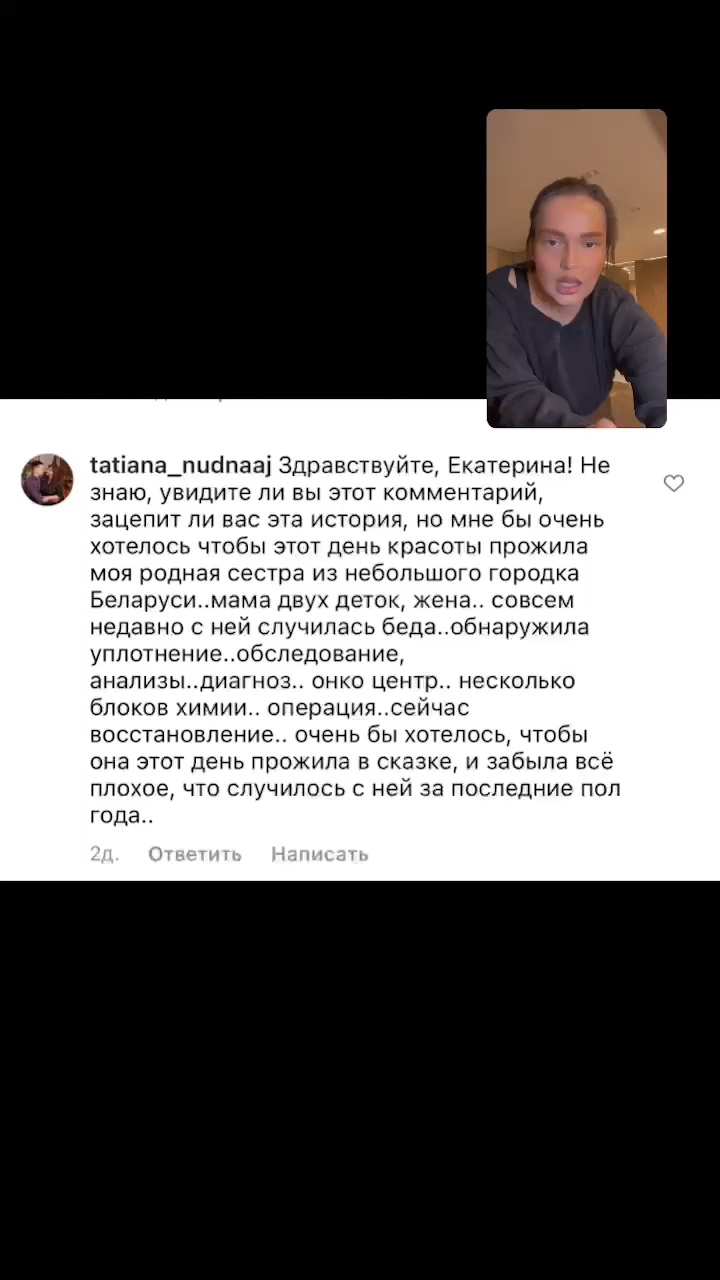 tatiana_nudnaaj Здравствуйте, Екатерина! Не
знаю, увидите ли вы этот комментарий,
зацепит ли вас эта история, но мне бы очень
хотелось чтобы этот день красоты прожила
моя родная сестра из небольшого городка
Беларуси..мама двух деток, жена.. совсем
недавно с ней случилась беда..обнаружила
уплотнение..обследование,
анализы..диагноз.. онко центр.. несколько
блоков химии.. операция..сейчас
восстановление.. очень бы хотелось, чтобы
она этот день прожила в сказке, и забыла всё
плохое, что случилось с ней за последние пол
года..
2д. Ответить Написать